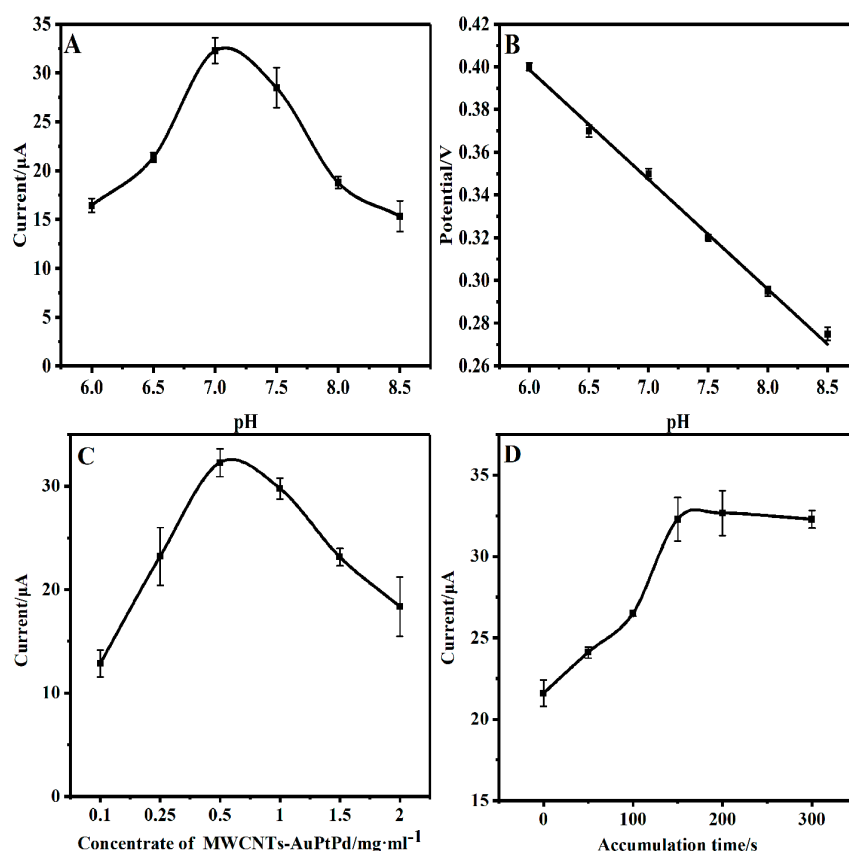 A
Current/μA
35
30
25
20
15
10
5
0
6.0 6.5 7.0 7.5 8.0 8.5
pH
B
Potential/V
0.42
0.40
0.38
0.36
0.34
0.32
0.30
0.28
0.26
6.0 6.5 7.0 7.5 8.0 8.5
pH
C
Current/μA
30
20
10
0
0.1 0.25 0.5 1 1.5 2
Concentrate of MWCNTs-AuPtPd/mg·ml⁻¹
D
Current/μA
35
30
25
20
15
0 100 200 300
Accumulation time/s